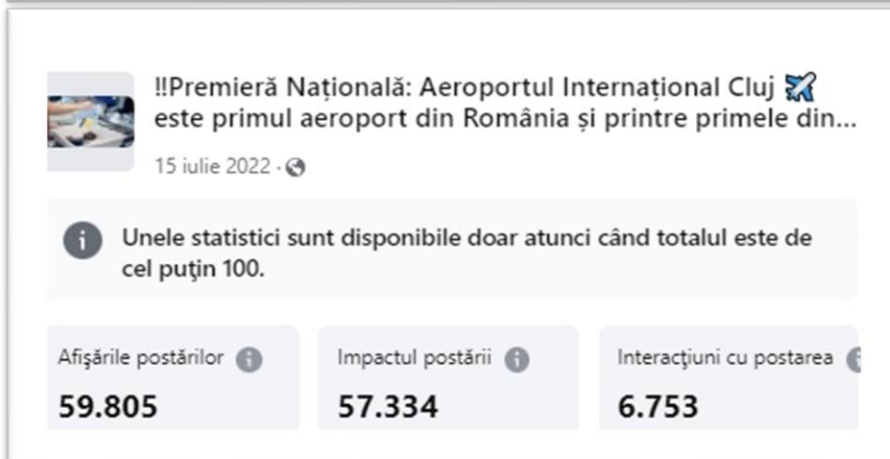 ‼Premieră Națională: Aeroportul Internațional Cluj ✈️
este primul aeroport din România și printre primele din...
15 iulie 2022 ·
Unele statistici sunt disponibile doar atunci când totalul este de
cel puţin 100.
Afişările postărilor
Impactul postării
Interacţiuni cu postarea
59.805
57.334
6.753